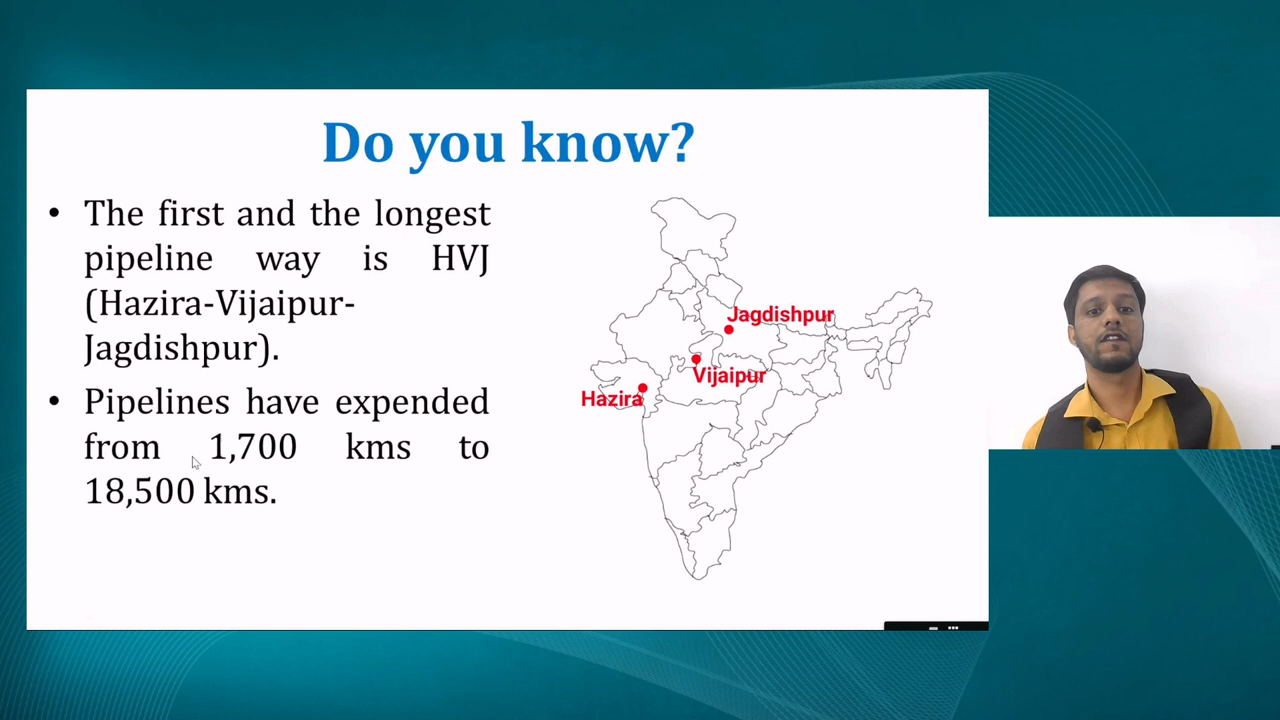 Do you know?
• The first and the longest
pipeline way is HVJ
(Hazira-Vijaipur-
Jagdishpur).
• Pipelines have expended
from 1,700 kms to
18,500 kms.
Jagdishpur
Vijaipur
Hazira